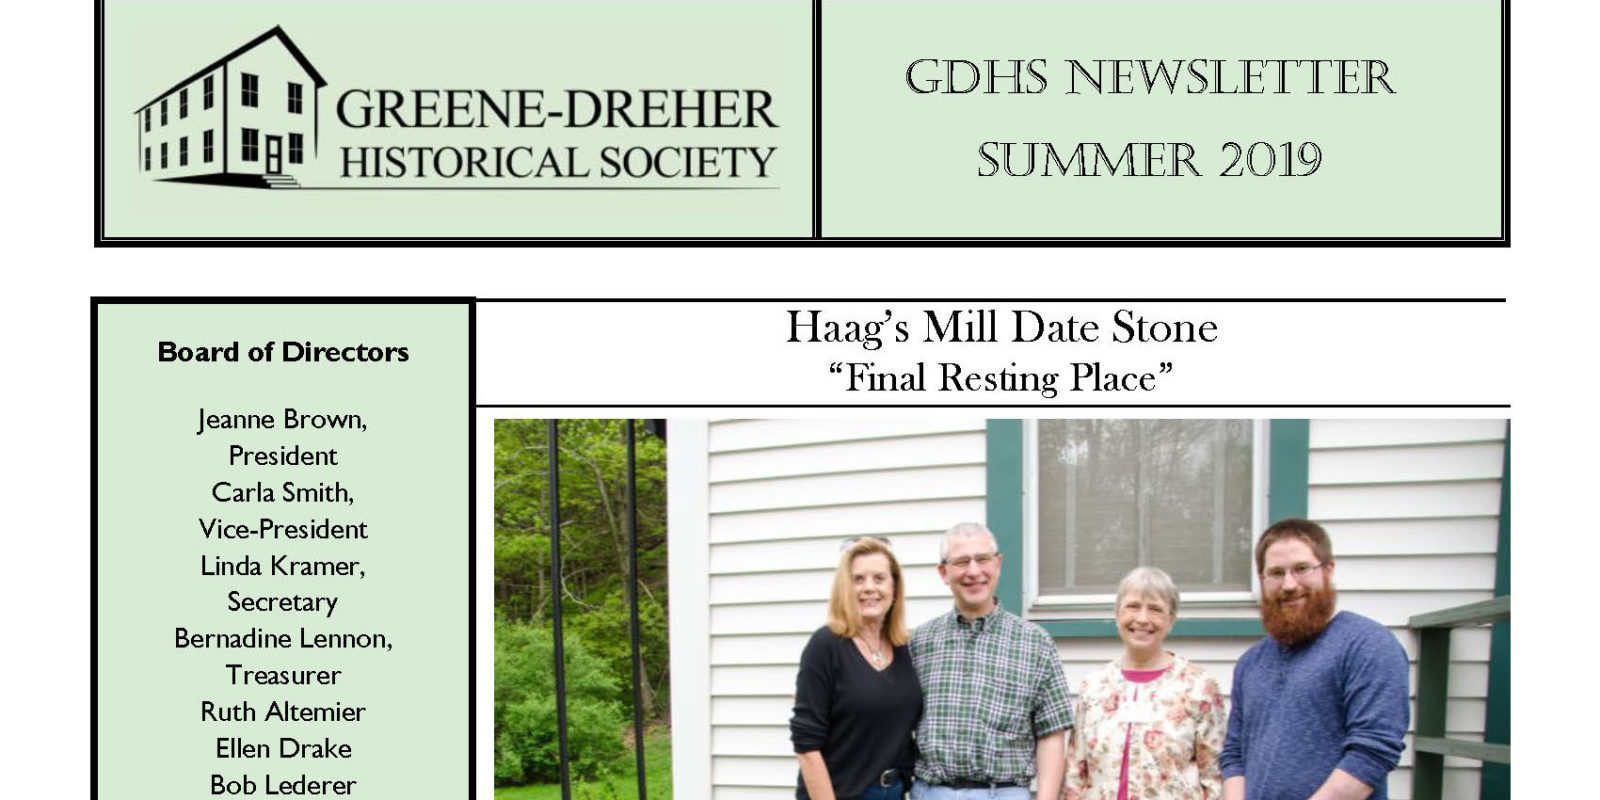 GREENE-DREHER
HISTORICAL SOCIETY
GDHS NEWSLETTER
SUMMER 2019
Board of Directors
Jeanne Brown,
President
Carla Smith,
Vice-President
Linda Kramer,
Secretary
Bernadine Lennon,
Treasurer
Ruth Altemier
Ellen Drake
Bob Lederer
Haag's Mill Date Stone
“Final Resting Place”